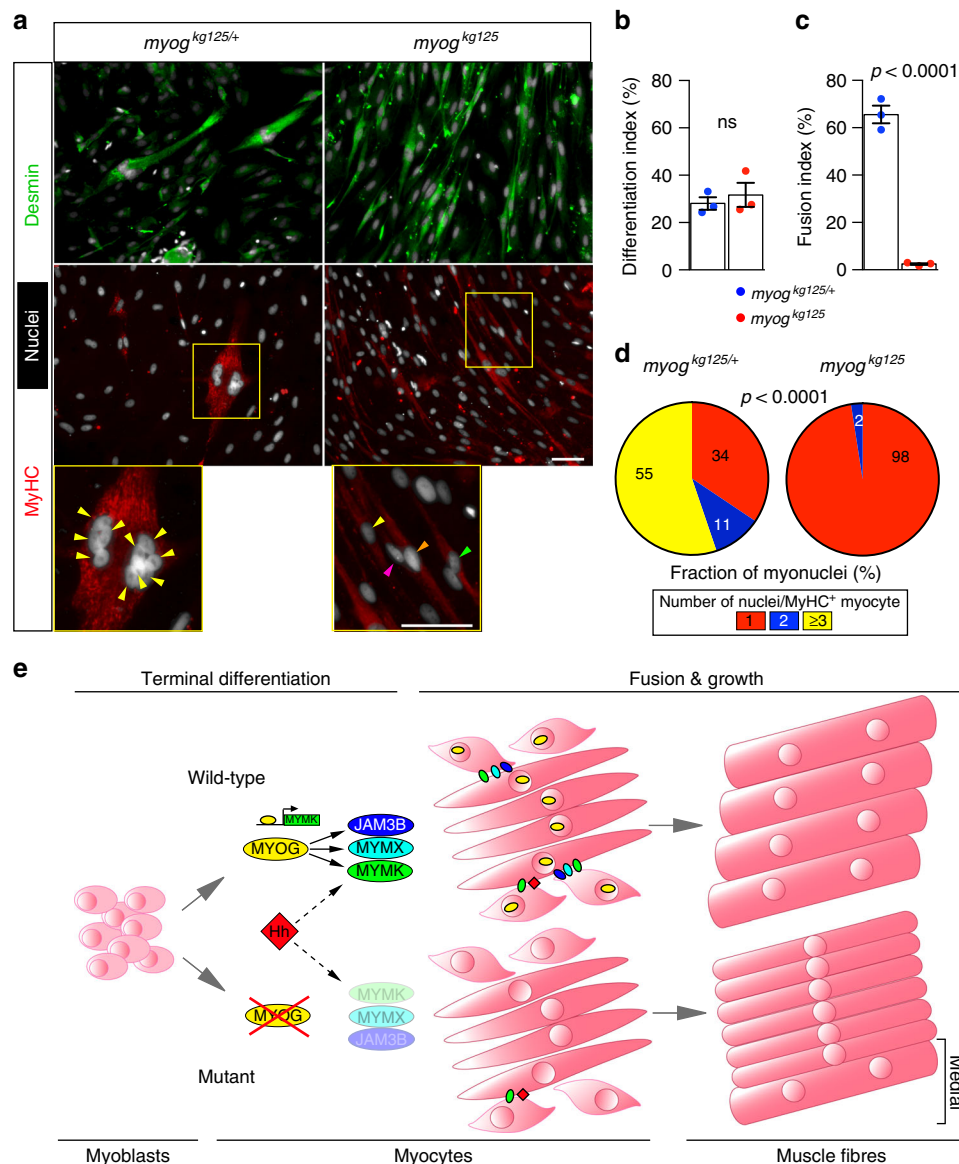 a
myog kg125/+
myog kg125
Desmin
Nuclei
MyHC
b
Differentiation index (%)
80
60
40
20
0
ns
c
Fusion index (%)
80
60
40
20
0
p < 0.0001
myog kg125/+
myog kg125
d
myog kg125/+
myog kg125
p < 0.0001
55
34
11
2
98
Fraction of myonuclei (%)
Number of nuclei/MyHC+ myocyte
1
2
≥3
e
Terminal differentiation
Fusion & growth
Wild-type
MYMK
MYOG
JAM3B
MYMX
MYMK
Hh
MYOG
MYMK
MYMX
JAM3B
Mutant
Medial
Myoblasts
Myocytes
Muscle fibres